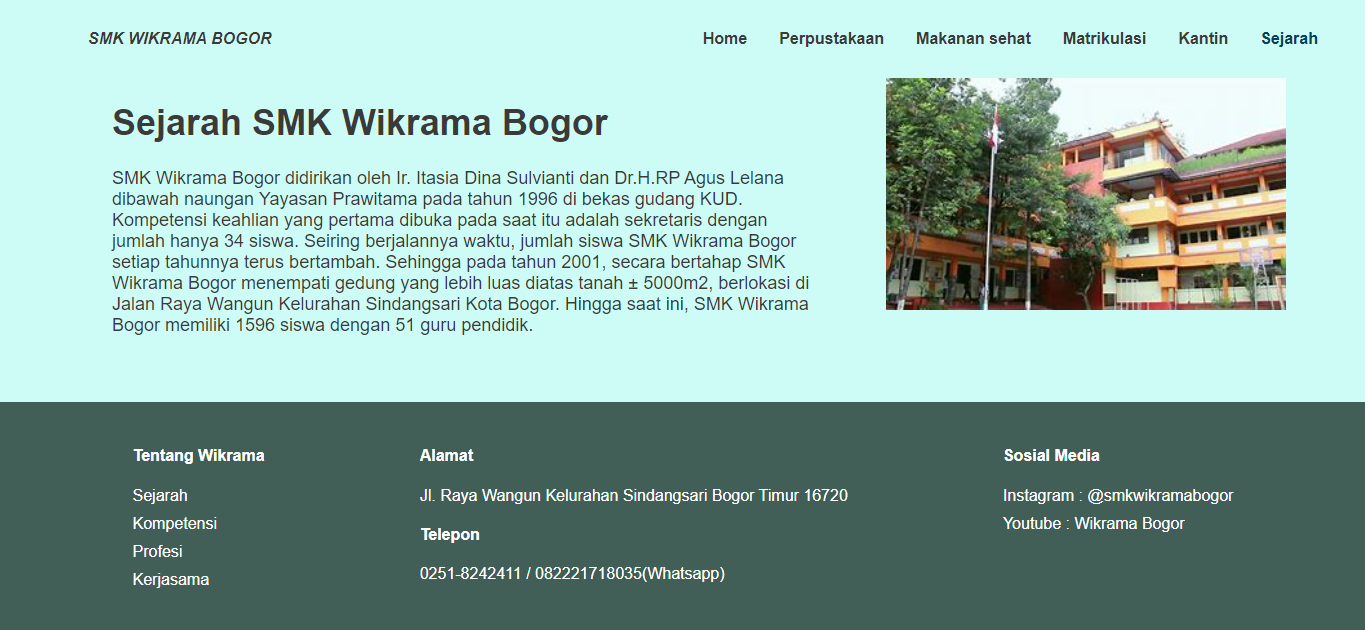 SMK WIKRAMA BOGOR
Home Perpustakaan Makanan sehat Matrikulasi Kantin Sejarah
Sejarah SMK Wikrama Bogor
SMK Wikrama Bogor didirikan oleh Ir. Itasia Dina Sulvianti dan Dr.H.RP Agus Lelana
dibawah naungan Yayasan Prawitama pada tahun 1996 di bekas gudang KUD.
Kompetensi keahlian yang pertama dibuka pada saat itu adalah sekretaris dengan
jumlah hanya 34 siswa. Seiring berjalannya waktu, jumlah siswa SMK Wikrama Bogor
setiap tahunnya terus bertambah. Sehingga pada tahun 2001, secara bertahap SMK
Wikrama Bogor menempati gedung yang lebih luas diatas tanah ± 5000m2, berlokasi di
Jalan Raya Wangun Kelurahan Sindangsari Kota Bogor. Hingga saat ini, SMK Wikrama
Bogor memiliki 1596 siswa dengan 51 guru pendidik.
Tentang Wikrama
Sejarah
Kompetensi
Profesi
Kerjasama
Alamat
Jl. Raya Wangun Kelurahan Sindangsari Bogor Timur 16720
Telepon
0251-8242411 / 082221718035(Whatsapp)
Sosial Media
Instagram : @smkwikramabogor
Youtube : Wikrama Bogor